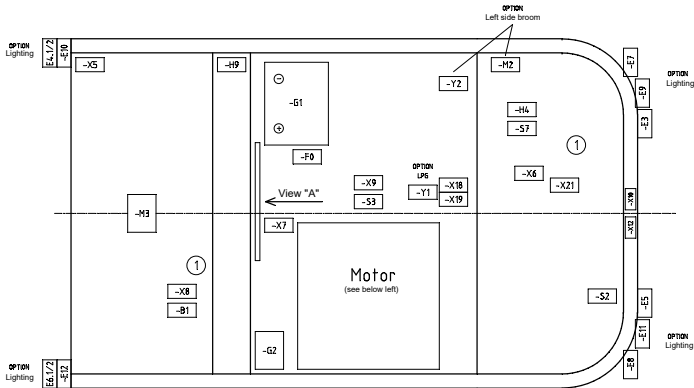 OPTION
Left side broom
OPTION
Lighting
E4.1/2
-E10
-X5
-H9
-G1
-Y2
-M2
-E7
OPTION
Lighting
-E9
-E3
-H4
-S7
1
-F0
OPTION
LPG
-X6
-X21
-X9
-X18
-Y1
-S3
-X19
View "A"
-X10
-M3
-X7
-X12
1
Motor
(see below left)
-X8
-B1
-S2
-E5
-E11
OPTION
Lighting
-G2
-E8
OPTION
Lighting
E6.1/2
-E12